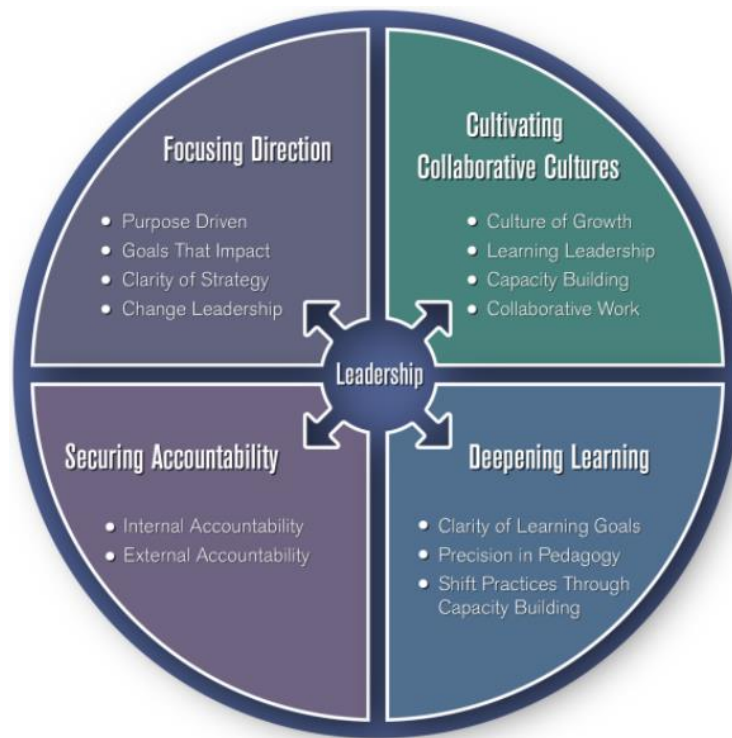 Focusing Direction
• Purpose Driven
• Goals That Impact
• Clarity of Strategy
• Change Leadership
Cultivating
Collaborative Cultures
• Culture of Growth
• Learning Leadership
• Capacity Building
• Collaborative Work
Leadership
Securing Accountability
• Internal Accountability
• External Accountability
Deepening Learning
• Clarity of Learning Goals
• Precision in Pedagogy
• Shift Practices Through
Capacity Building